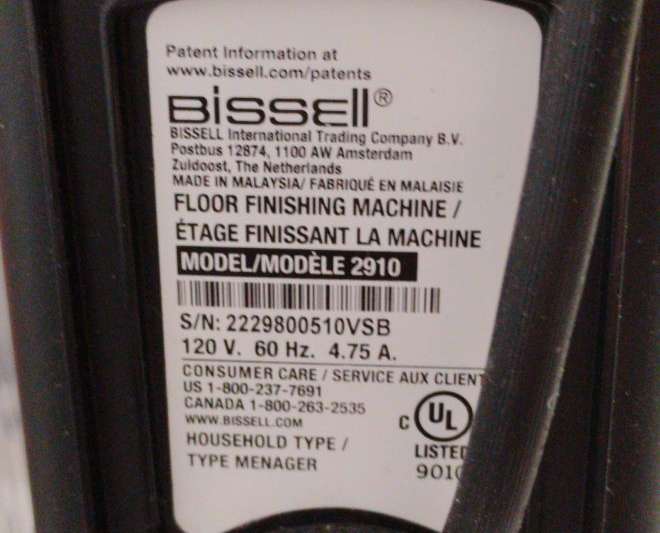 Patent Information at
www.bissell.com/patents
BISSELL®
BISSELL International Trading Company B.V.
Postbus 12874, 1100 AW Amsterdam
Zuldoost, The Netherlands
MADE IN MALAYSIA/ FABRIQUÉ EN MALAISIE
FLOOR FINISHING MACHINE /
ÉTAGE FINISSANT LA MACHINE
MODEL/MODÈLE 2910
S/N: 2229800510VSB
120 V. 60 Hz. 4.75 A.
CONSUMER CARE / SERVICE AUX CLIENT
US 1-800-237-7691
CANADA 1-800-263-2535
WWW.BISSELL.COM
C UL
HOUSEHOLD TYPE /
TYPE MENAGER
LISTED